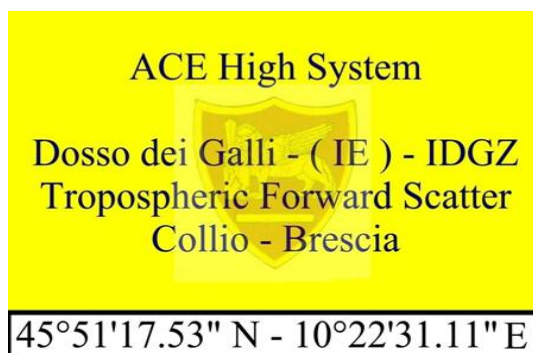 ACE High System
Dosso dei Galli - ( IE ) - IDGZ
Tropospheric Forward Scatter
Collio - Brescia
45°51'17.53" N - 10°22'31.11" E